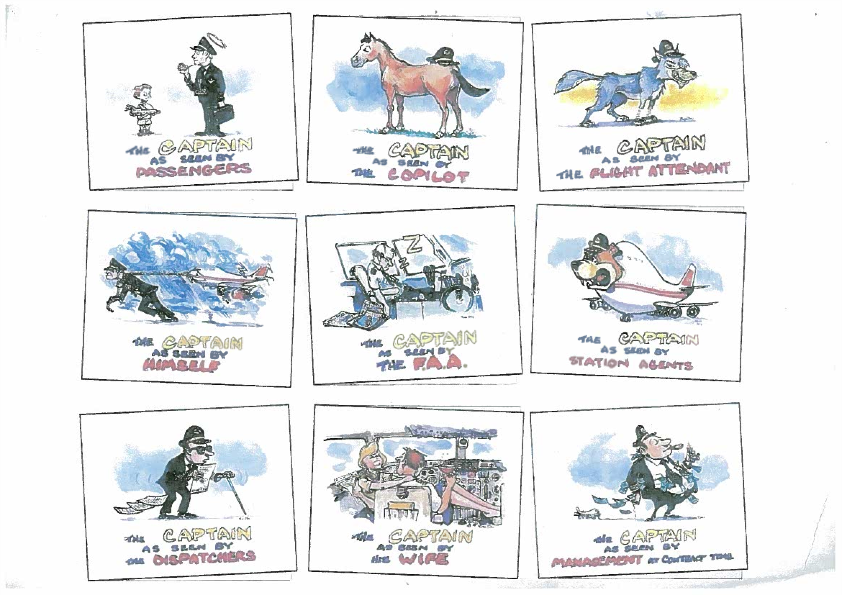 THE CAPTAIN
AS SEEN BY
PASSENGERS
THE CAPTAIN
AS SEEN BY
THE COPILOT
THE CAPTAIN
AS SEEN BY
THE FLIGHT ATTENDANT
THE CAPTAIN
AS SEEN BY
HIMSELF
Z
THE CAPTAIN
AS SEEN BY
THE F.A.A.
THE CAPTAIN
AS SEEN BY
STATION AGENTS
THE CAPTAIN
AS SEEN BY
THE DISPATCHERS
THE CAPTAIN
AS SEEN BY
HIS WIFE
THE CAPTAIN
AS SEEN BY
MANAGEMENT AT CONTRACT TIME